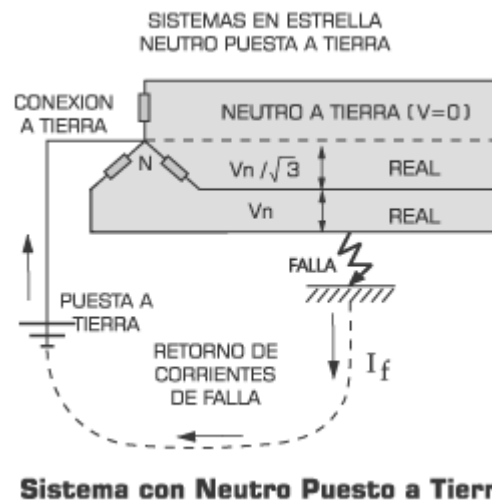 SISTEMAS EN ESTRELLA
NEUTRO PUESTA A TIERRA
CONEXION
A TIERRA
NEUTRO A TIERRA (V=0)
N
Vn /√3
REAL
Vn
REAL
FALLA
PUESTA A
TIERRA
RETORNO DE
CORRIENTES
DE FALLA
If
Sistema con Neutro Puesto a Tierr